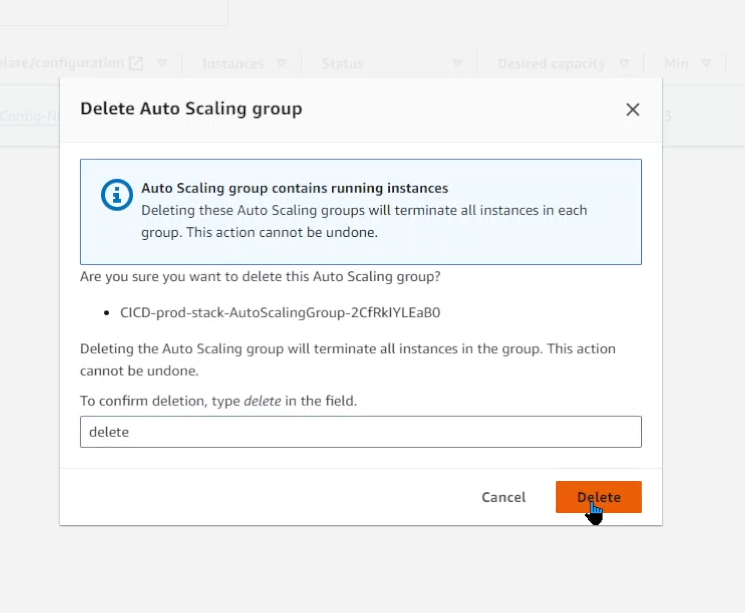 late/configuration Instances Status Desired capacity Min
Config-N 3
Delete Auto Scaling group
Auto Scaling group contains running instances
Deleting these Auto Scaling groups will terminate all instances in each
group. This action cannot be undone.
Are you sure you want to delete this Auto Scaling group?
• CICD-prod-stack-AutoScalingGroup-2CfRkIYLEaB0
Deleting the Auto Scaling group will terminate all instances in the group. This action
cannot be undone.
To confirm deletion, type delete in the field.
delete
Cancel Delete